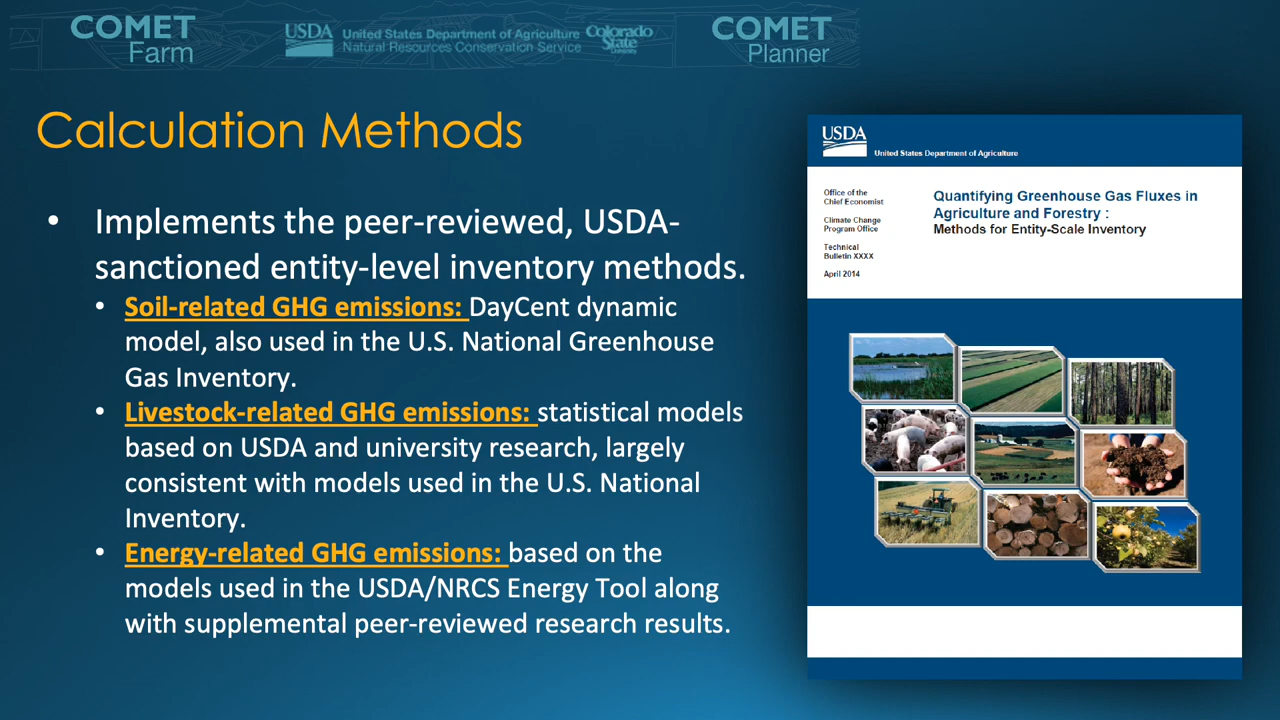 COMET
Farm
USDA
United States Department of Agriculture
Natural Resources Conservation Service
Colorado
State
University
COMET
Planner
Calculation Methods
• Implements the peer-reviewed, USDA-
sanctioned entity-level inventory methods.
• Soil-related GHG emissions: DayCent dynamic
model, also used in the U.S. National Greenhouse
Gas Inventory.
• Livestock-related GHG emissions: statistical models
based on USDA and university research, largely
consistent with models used in the U.S. National
Inventory.
• Energy-related GHG emissions: based on the
models used in the USDA/NRCS Energy Tool along
with supplemental peer-reviewed research results.
USDA
United States Department of Agriculture
Office of the
Chief Economist
Climate Change
Program Office
Technical
Bulletin XXXX
April 2014
Quantifying Greenhouse Gas Fluxes in
Agriculture and Forestry :
Methods for Entity-Scale Inventory